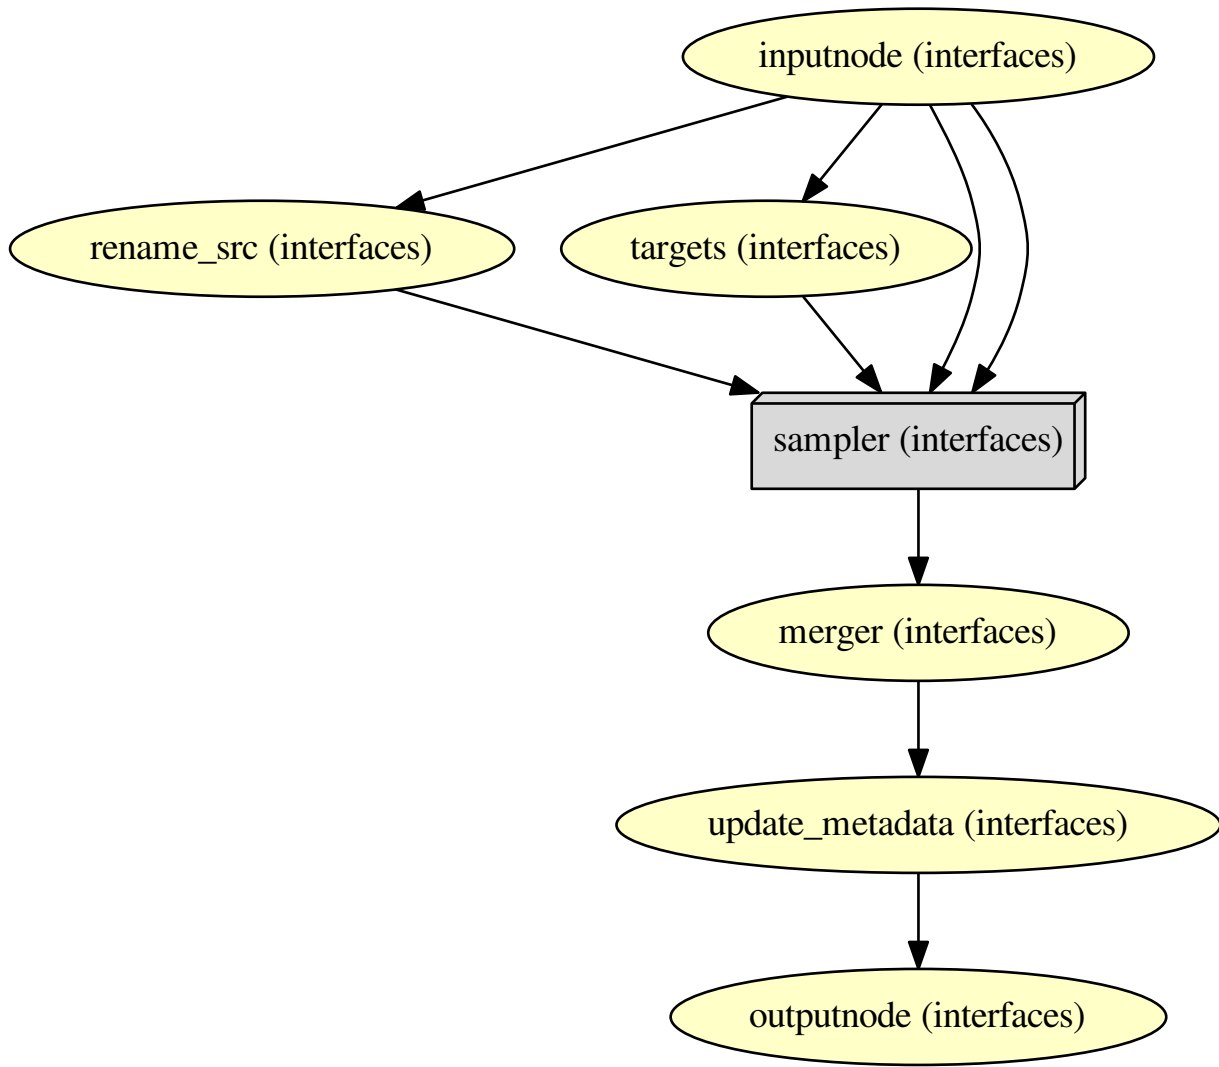 inputnode (interfaces)
rename_src (interfaces)
targets (interfaces)
sampler (interfaces)
merger (interfaces)
update_metadata (interfaces)
outputnode (interfaces)